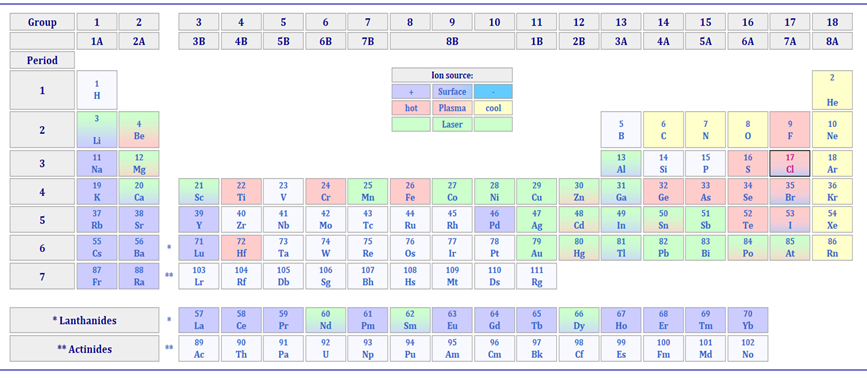 Group 1 2 3 4 5 6 7 8 9 10 11 12 13 14 15 16 17 18
1A 2A 3B 4B 5B 6B 7B 8B 1B 2B 3A 4A 5A 6A 7A 8A
Period
Ion source:
+ Surface -
hot Plasma cool
Laser
1 2
1 H He
3 4 5 6 7 8 9 10
2 Li Be B C N O F Ne
11 12 13 14 15 16 17 18
3 Na Mg Al Si P S Cl Ar
19 20 21 22 23 24 25 26 27 28 29 30 31 32 33 34 35 36
4 K Ca Sc Ti V Cr Mn Fe Co Ni Cu Zn Ga Ge As Se Br Kr
37 38 39 40 41 42 43 44 45 46 47 48 49 50 51 52 53 54
5 Rb Sr Y Zr Nb Mo Tc Ru Rh Pd Ag Cd In Sn Sb Te I Xe
55 56 * 71 72 73 74 75 76 77 78 79 80 81 82 83 84 85 86
6 Cs Ba Lu Hf Ta W Re Os Ir Pt Au Hg Tl Pb Bi Po At Rn
87 88 ** 103 104 105 106 107 108 109 110 111
7 Fr Ra Lr Rf Db Sg Bh Hs Mt Ds Rg
57 58 59 60 61 62 63 64 65 66 67 68 69 70
* Lanthanides * La Ce Pr Nd Pm Sm Eu Gd Tb Dy Ho Er Tm Yb
89 90 91 92 93 94 95 96 97 98 99 100 101 102
** Actinides ** Ac Th Pa U Np Pu Am Cm Bk Cf Es Fm Md No